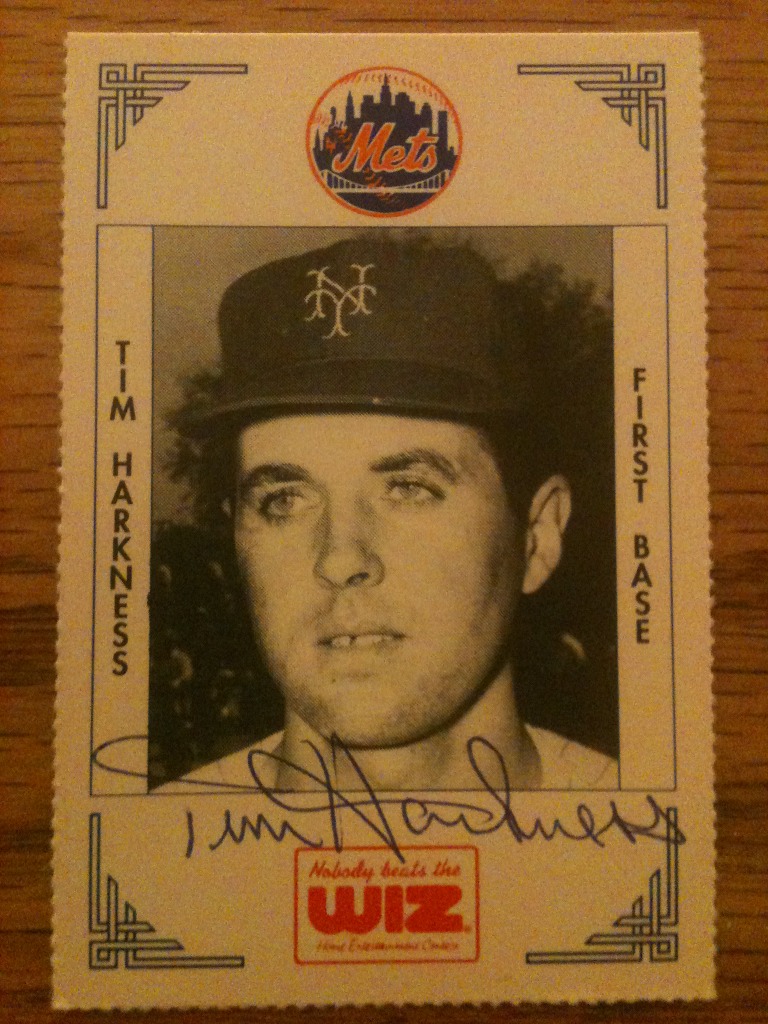 Mets
NY
TIM HARKNESS
FIRST BASE
Tim Harkness
Nobody beats the
WIZ
Home Entertainment Centers